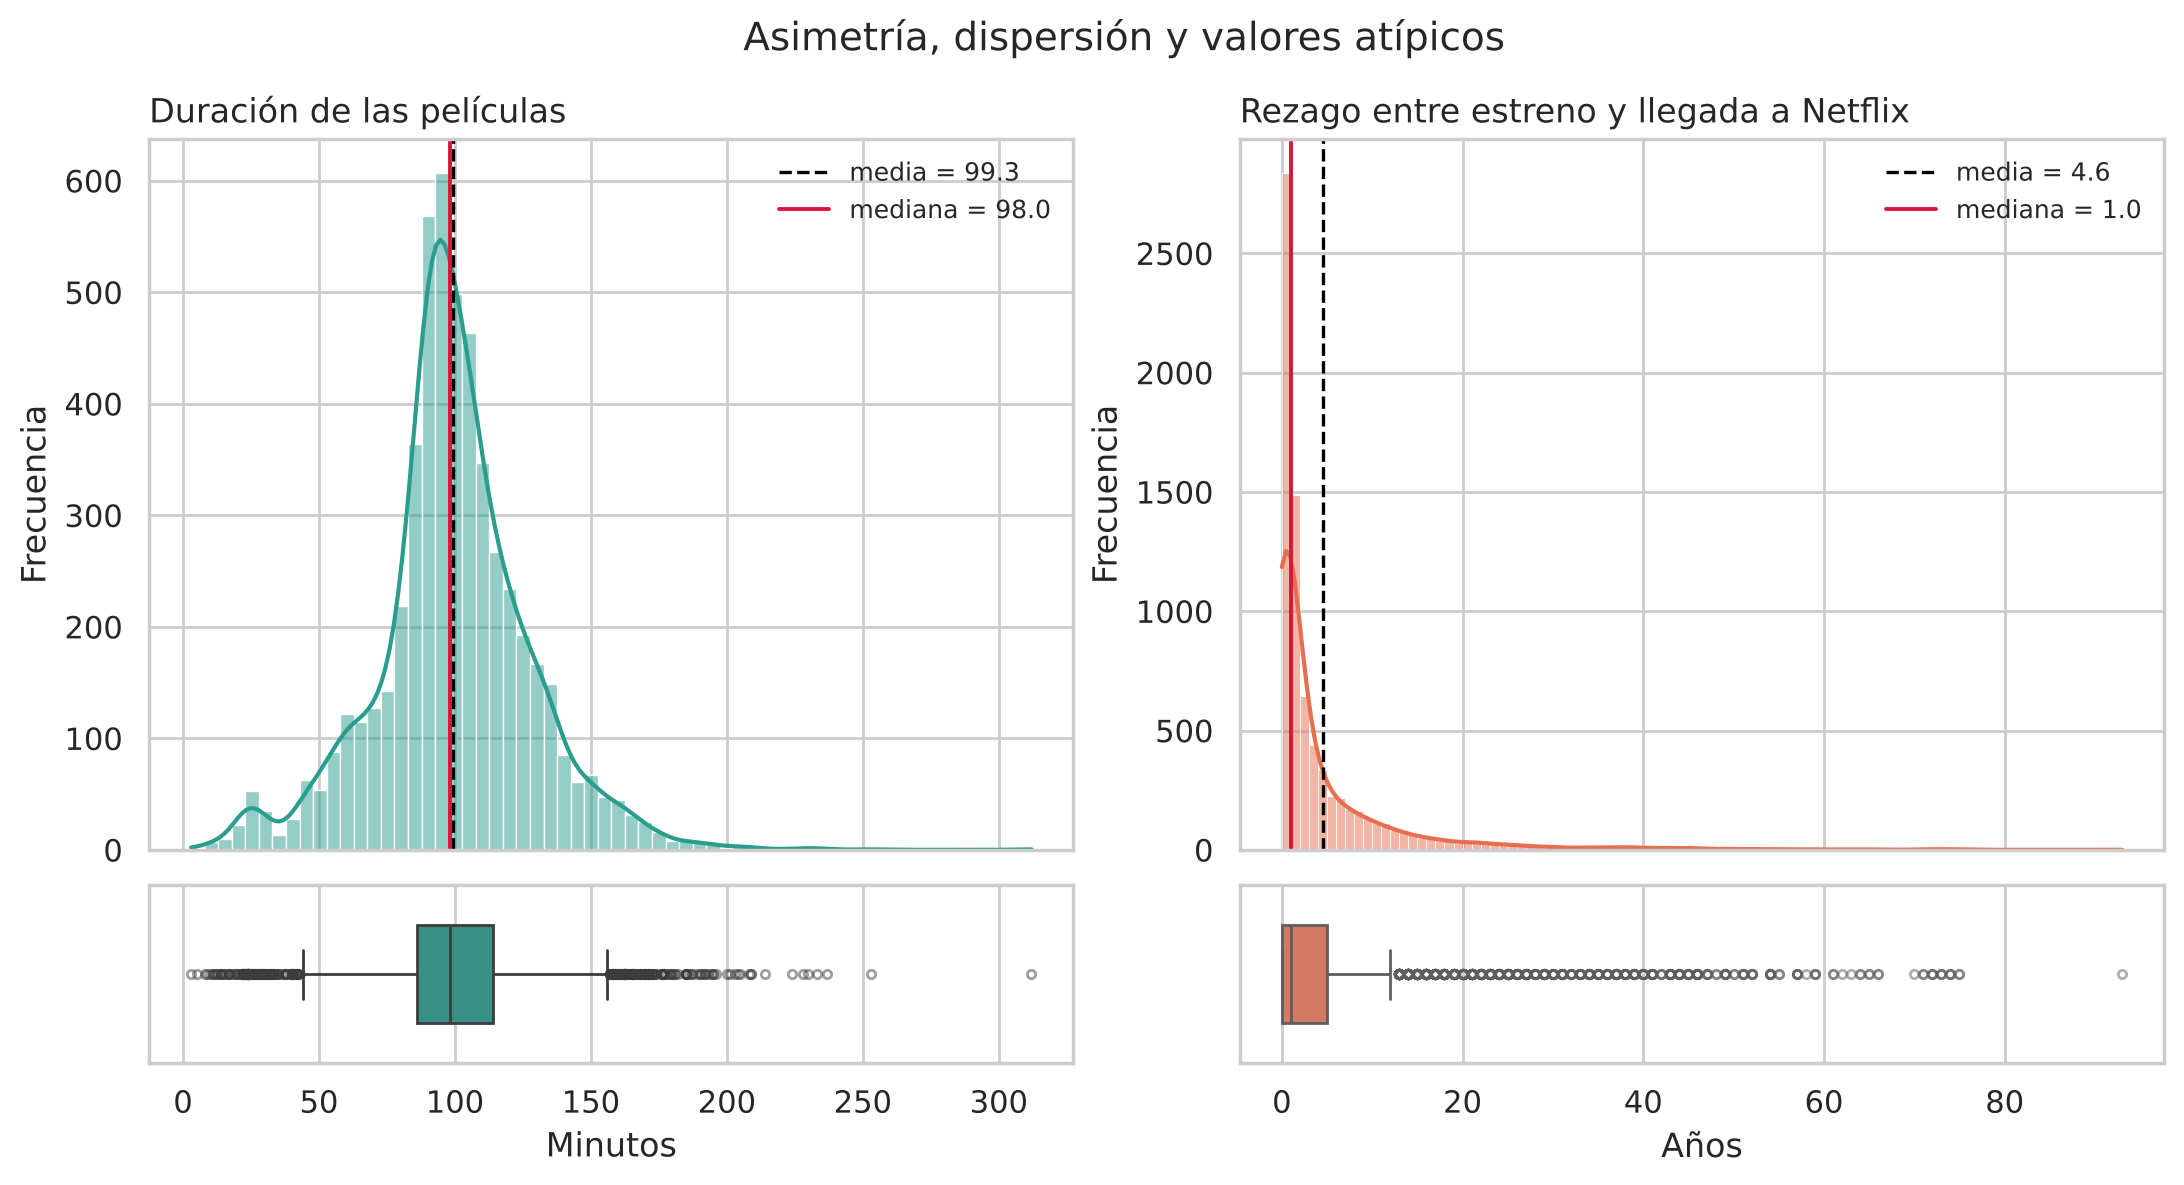 Asimetría, dispersión y valores atípicos
Duración de las películas
Frecuencia
600
500
400
300
200
100
0
media = 99.3
mediana = 98.0
0 50 100 150 200 250 300
Minutos
Rezago entre estreno y llegada a Netflix
Frecuencia
2500
2000
1500
1000
500
0
media = 4.6
mediana = 1.0
0 20 40 60 80
Años